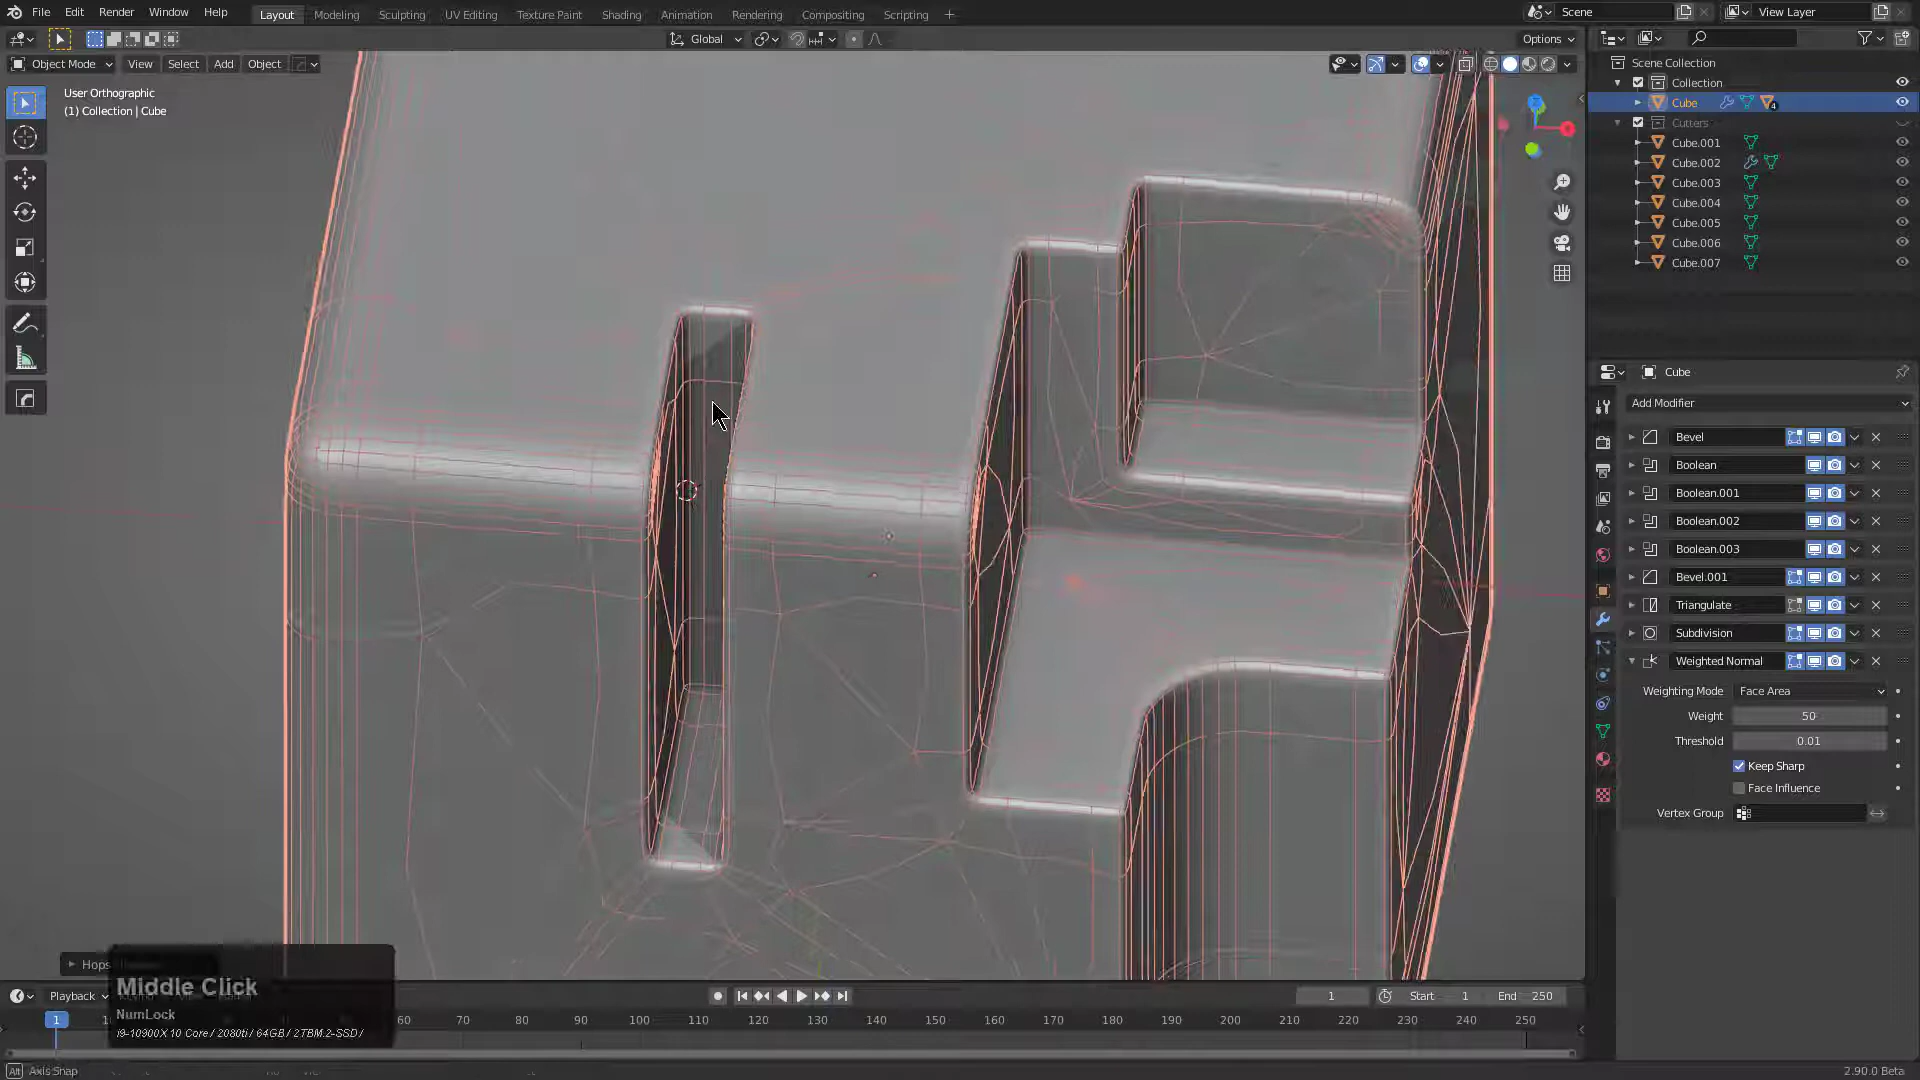 File Edit Render Window Help
Layout Modeling Sculpting UV Editing Texture Paint Shading Animation Rendering Compositing Scripting
Scene
View Layer
Global
Options
Object Mode View Select Add Object
User Orthographic
(1) Collection | Cube
Scene Collection
Collection
Cube
4
Cutters
Cube.001
Cube.002
Cube.003
Cube.004
Cube.005
Cube.006
Cube.007
Cube
Add Modifier
Bevel
Boolean
Boolean.001
Boolean.002
Boolean.003
Bevel.001
Triangulate
Subdivision
Weighted Normal
Weighting Mode Face Area
Weight 50
Threshold 0.01
Keep Sharp
Face Influence
Vertex Group
Hops
Middle Click
NumLock
i9-10900X 10 Core / 2080ti / 64GB / 2TBM.2-SSD /
Playback
1 Start 1 End 250
1 60 70 80 90 100 110 120 130 140 150 160 170 180 190 200 210 220 230 240 250
Alt Axis Snap
2.90.0 Beta